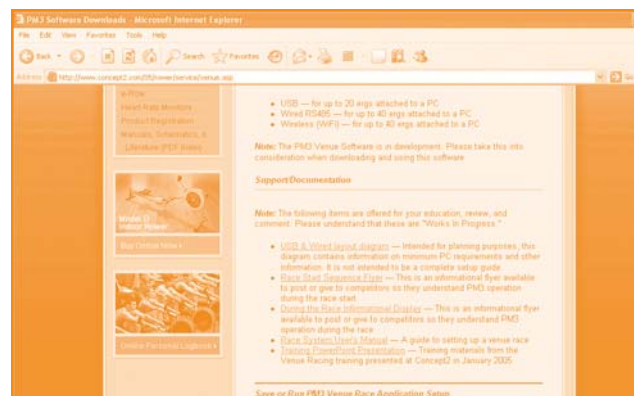 PM3 Software Downloads - Microsoft Internet Explorer
File Edit View Favorites Tools Help
Back Search Favorites
Address http://www.concept2.com/05/rower/service/venue.asp Go
e-Row
Heart Rate Monitors
Product Registration
Manuals, Schematics, &
Literature (PDF Index)
Model D
Indoor Rower
Buy Online Now
Online Personal Logbook
USB — for up to 20 ergs attached to a PC
Wired RS485 — for up to 40 ergs attached to a PC
Wireless (WiFi) — for up to 40 ergs attached to a PC
Note: The PM3 Venue Software is in development. Please take this into
consideration when downloading and using this software.
Support/Documentation
Note: The following items are offered for your education, review, and
comment. Please understand that these are "Works In Progress."
USB & Wired layout diagram — Intended for planning purposes, this
diagram contains information on minimum PC requirements and other
information. It is not intended to be a complete setup guide.
Race Start Sequence Flyer — This is an informational flyer available
to post or give to competitors so they understand PM3 operation
during the race start
During the Race Informational Display — This is an informational flyer
available to post or give to competitors so they understand PM3
operation during the race
Race System User's Manual — A guide to setting up a venue race
Training PowerPoint Presentation — Training materials from the
Venue Racing training presented at Concept2 in January 2005
Save or Run PM3 Venue Race Application Setup